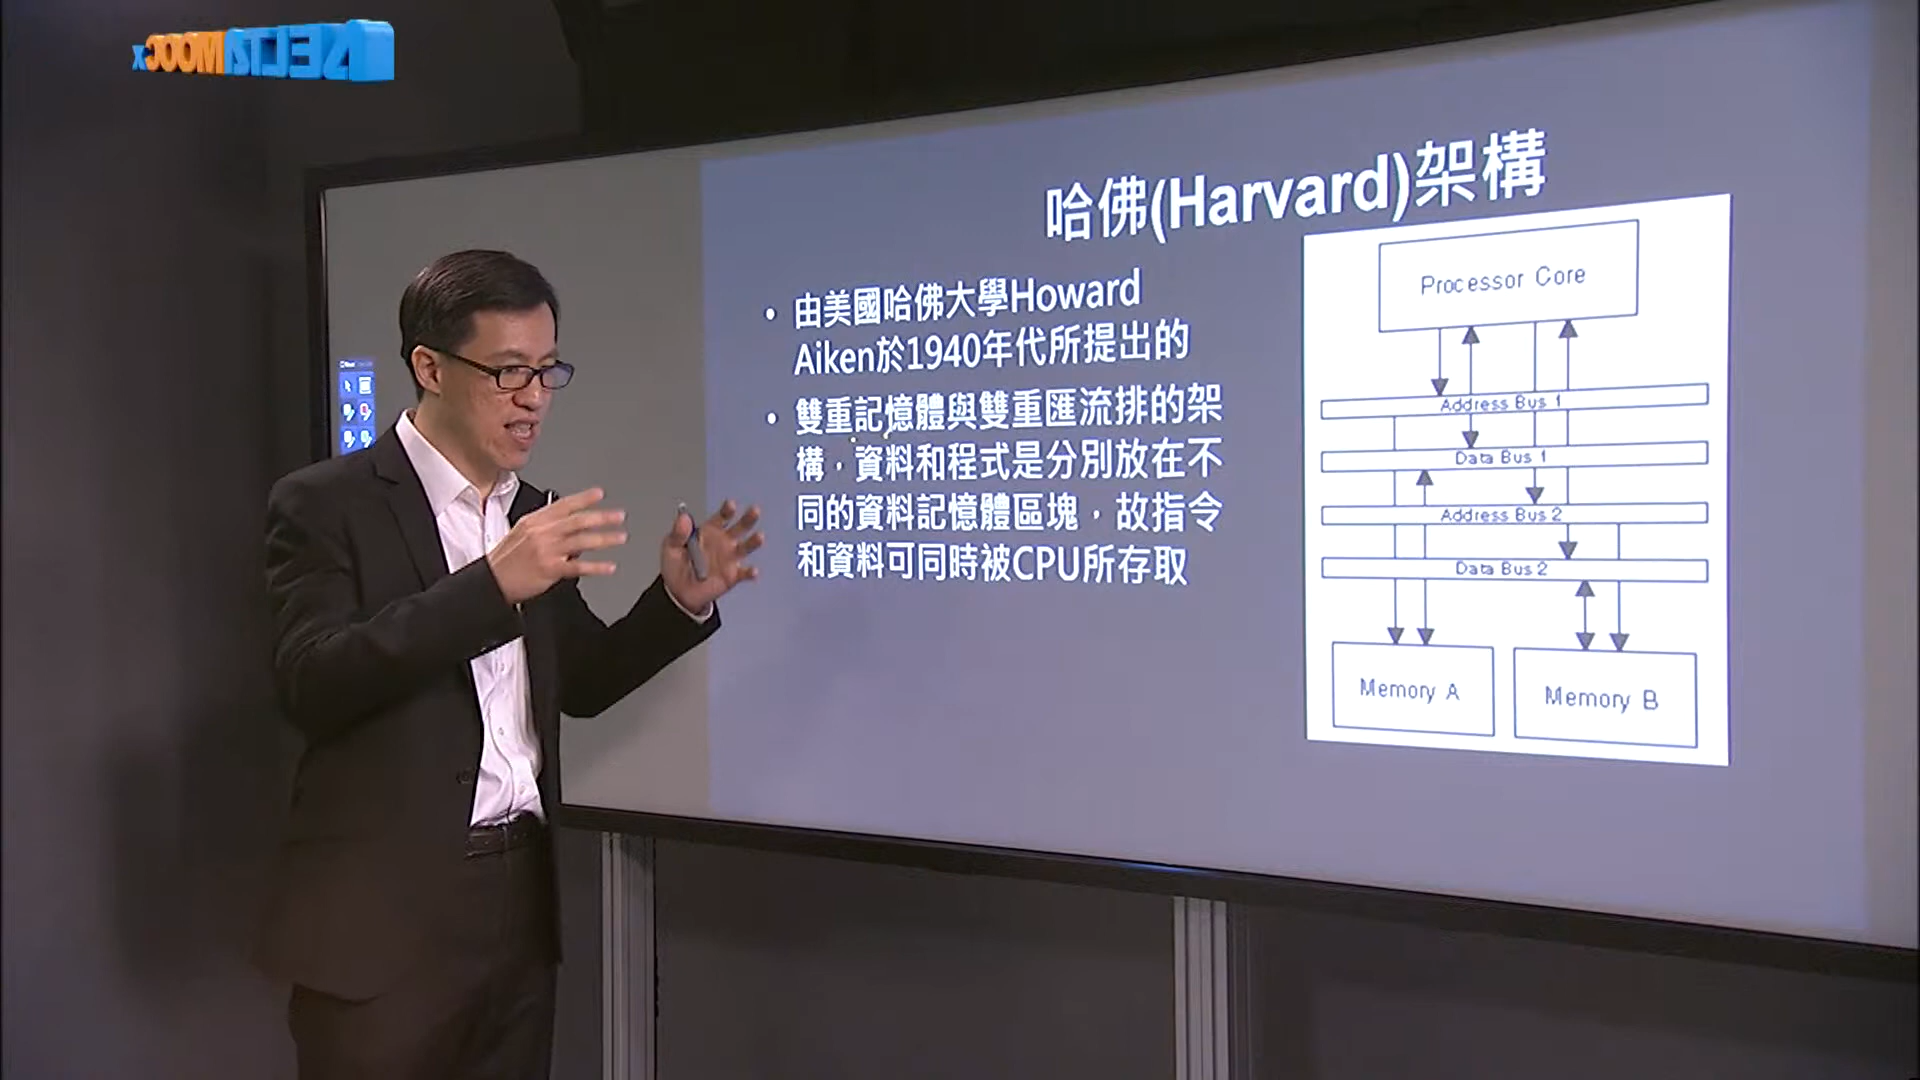 DELTAMOOCx
哈佛(Harvard)架構
• 由美國哈佛大學Howard
Aiken於1940年代所提出的
• 雙重記憶體與雙重匯流排的架
構，資料和程式是分別放在不
同的資料記憶體區塊，故指令
和資料可同時被CPU所存取
Processor Core
Address Bus 1
Data Bus 1
Address Bus 2
Data Bus 2
Memory A
Memory B